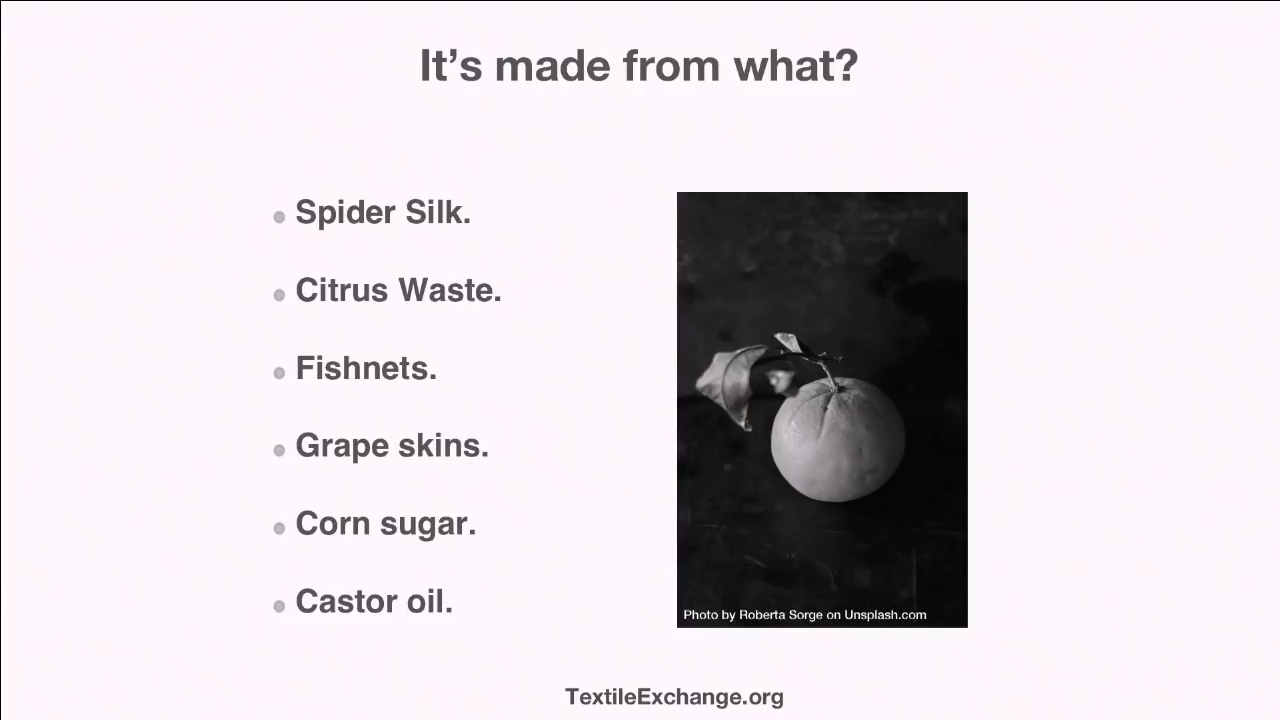 It’s made from what?
Spider Silk.
Citrus Waste.
Fishnets.
Grape skins.
Corn sugar.
Castor oil.
Photo by Roberta Sorge on Unsplash.com
TextileExchange.org